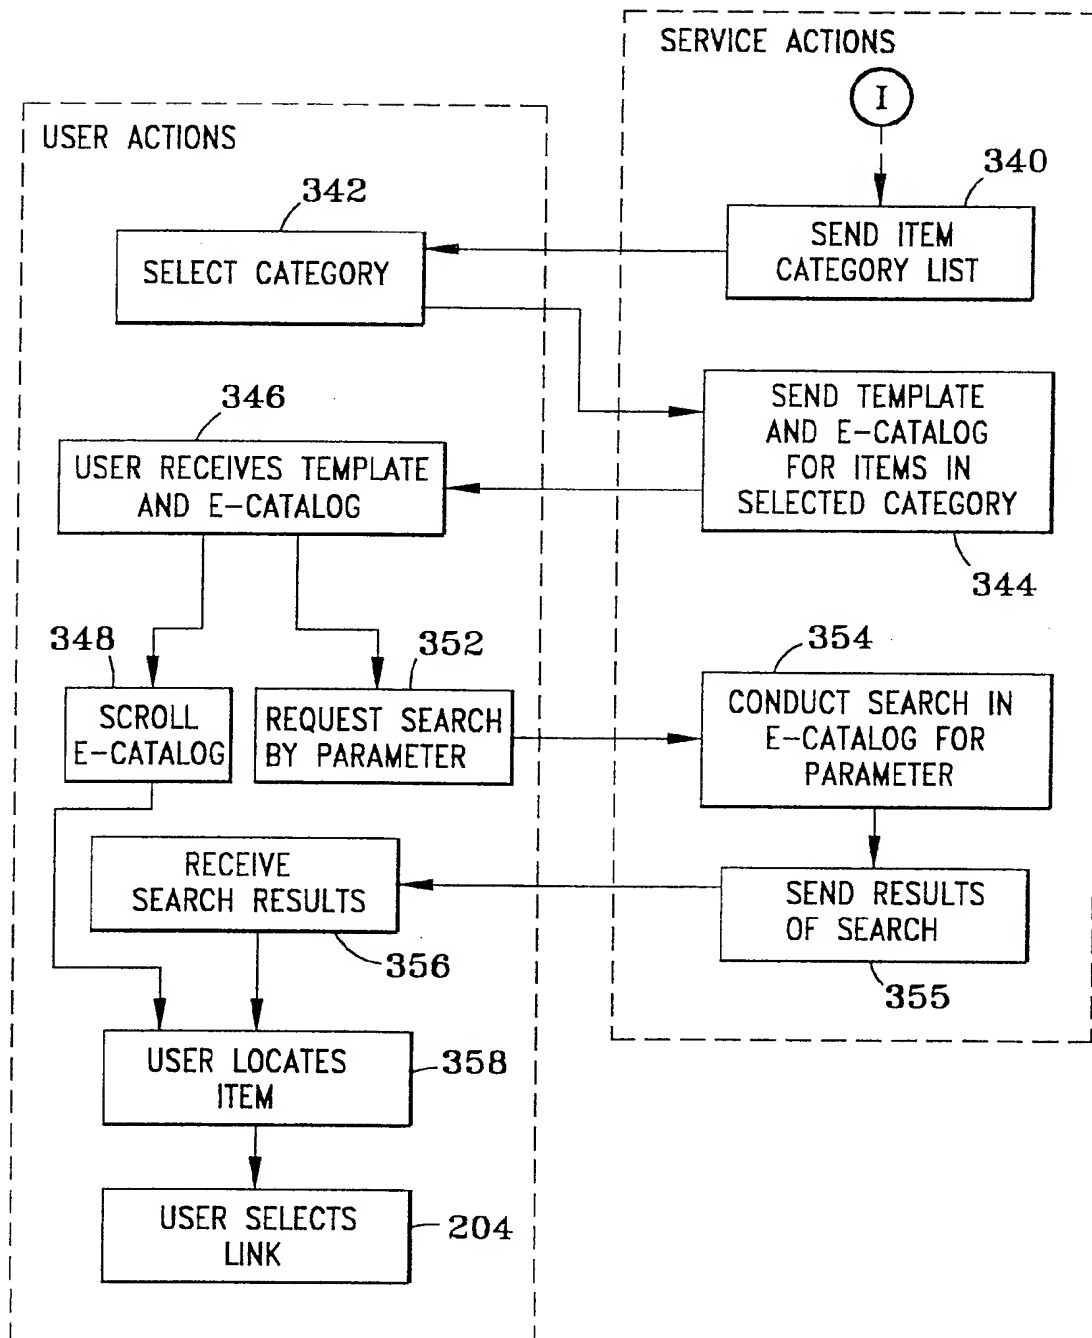 SERVICE ACTIONS
I
USER ACTIONS
340
SEND ITEM
CATEGORY LIST
342
SELECT CATEGORY
SEND TEMPLATE
AND E-CATALOG
FOR ITEMS IN
SELECTED CATEGORY
344
346
USER RECEIVES TEMPLATE
AND E-CATALOG
348
SCROLL
E-CATALOG
352
REQUEST SEARCH
BY PARAMETER
354
CONDUCT SEARCH IN
E-CATALOG FOR
PARAMETER
SEND RESULTS
OF SEARCH
355
RECEIVE
SEARCH RESULTS
356
USER LOCATES
ITEM
358
USER SELECTS
LINK
204